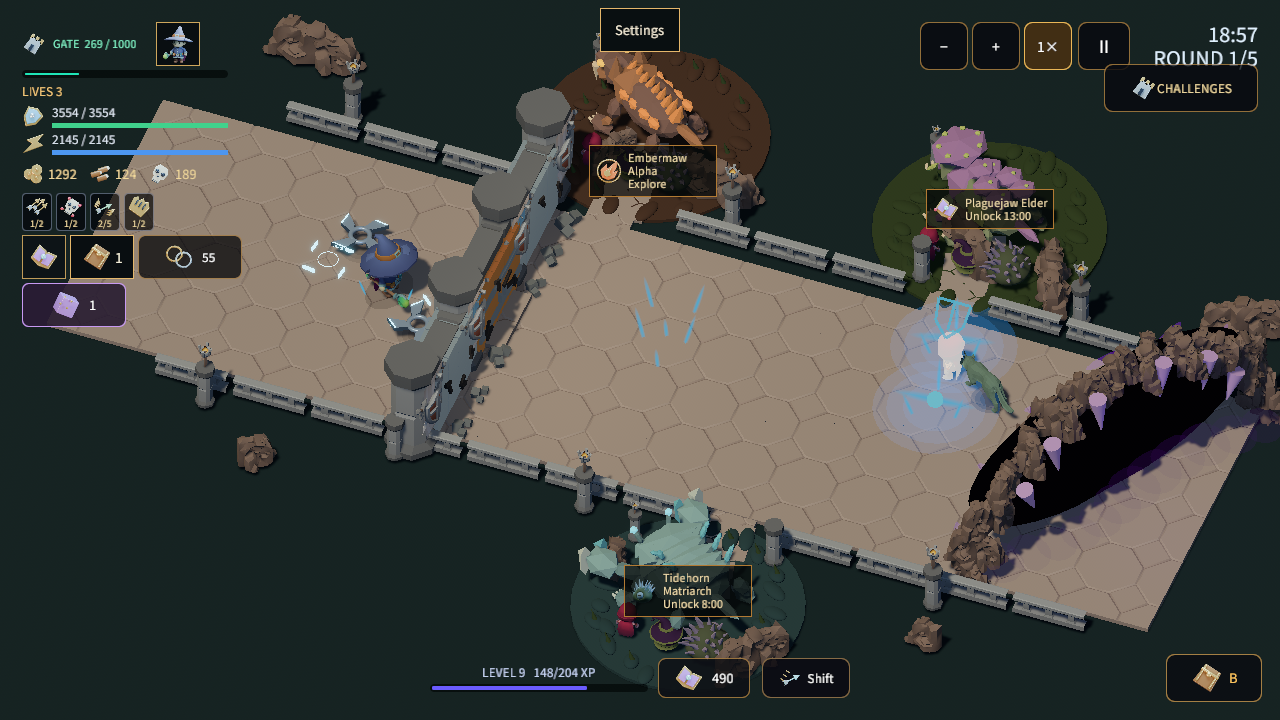 Settings
GATE 269 / 1000
LIVES 3
3554 / 3554
2145 / 2145
1292
124
189
1/2
1/2
2/5
1/2
1
55
1
−
+
1×
18:57
ROUND 1/5
CHALLENGES
Embermaw
Alpha
Explore
Plaguejaw Elder
Unlock 13:00
Tidehorn
Matriarch
Unlock 8:00
LEVEL 9 148/204 XP
490
Shift
B